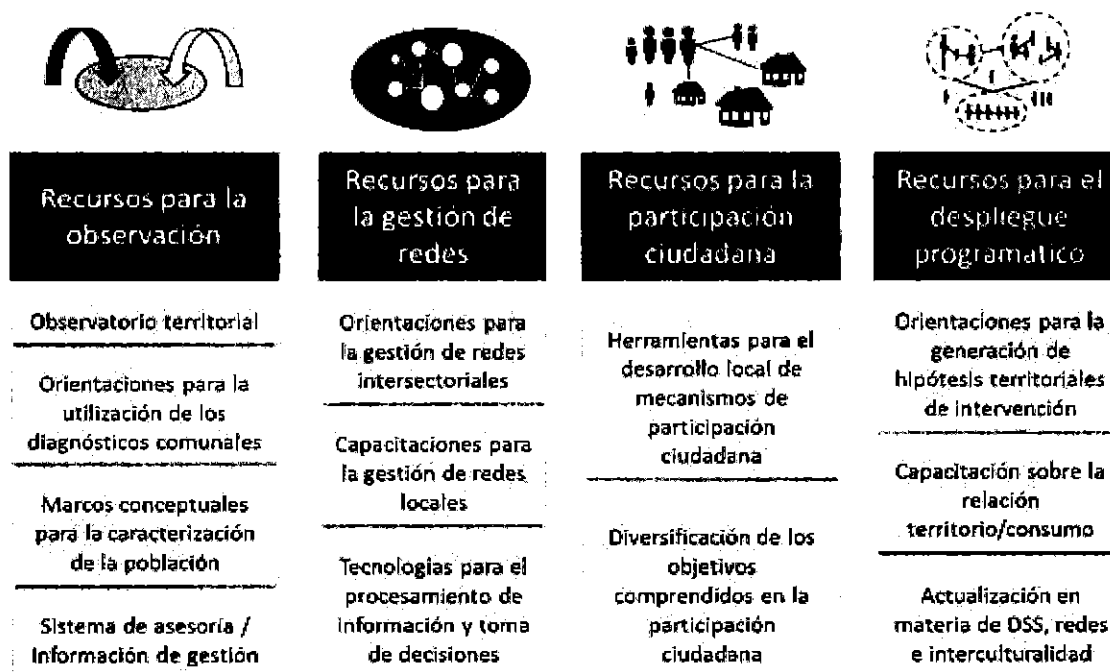 Recursos para la
observación
Observatorio territorial
Orientaciones para la
utilización de los
diagnósticos comunales
Marcos conceptuales
para la caracterización
de la población
Sistema de asesoría /
Información de gestión
Recursos para
la gestión de
redes
Orientaciones para
la gestión de redes
intersectoriales
Capacitaciones para
la gestión de redes
locales
Tecnologías para el
procesamiento de
información y toma
de decisiones
Recursos para la
participación
ciudadana
Herramientas para el
desarrollo local de
mecanismos de
participación
ciudadana
Diversificación de los
objetivos
comprendidos en la
participación
ciudadana
Recursos para el
despliegue
programatico
Orientaciones para la
generación de
hipótesis territoriales
de intervención
Capacitación sobre la
relación
territorio/consumo
Actualización en
materia de DSS, redes
e interculturalidad